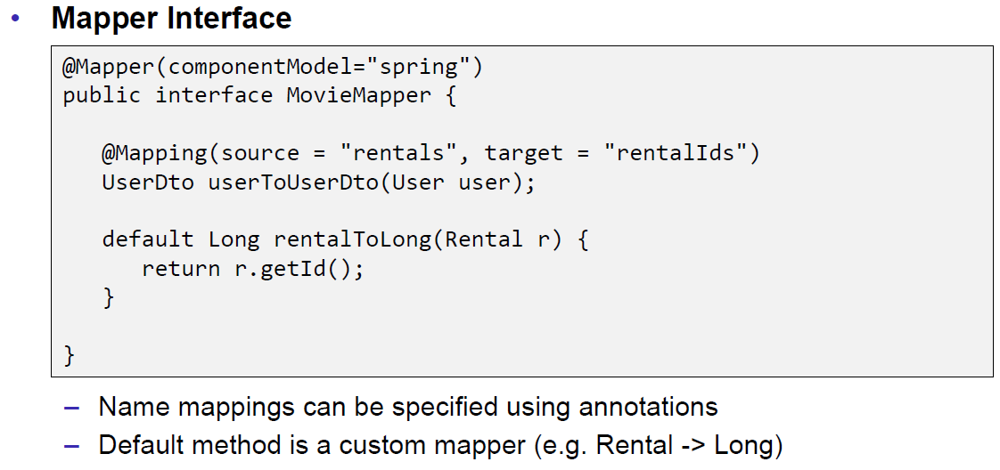 • Mapper Interface
@Mapper(componentModel="spring")
public interface MovieMapper {
@Mapping(source = "rentals", target = "rentalIds")
UserDto userToUserDto(User user);
default Long rentalToLong(Rental r) {
return r.getId();
}
}
– Name mappings can be specified using annotations
– Default method is a custom mapper (e.g. Rental -> Long)